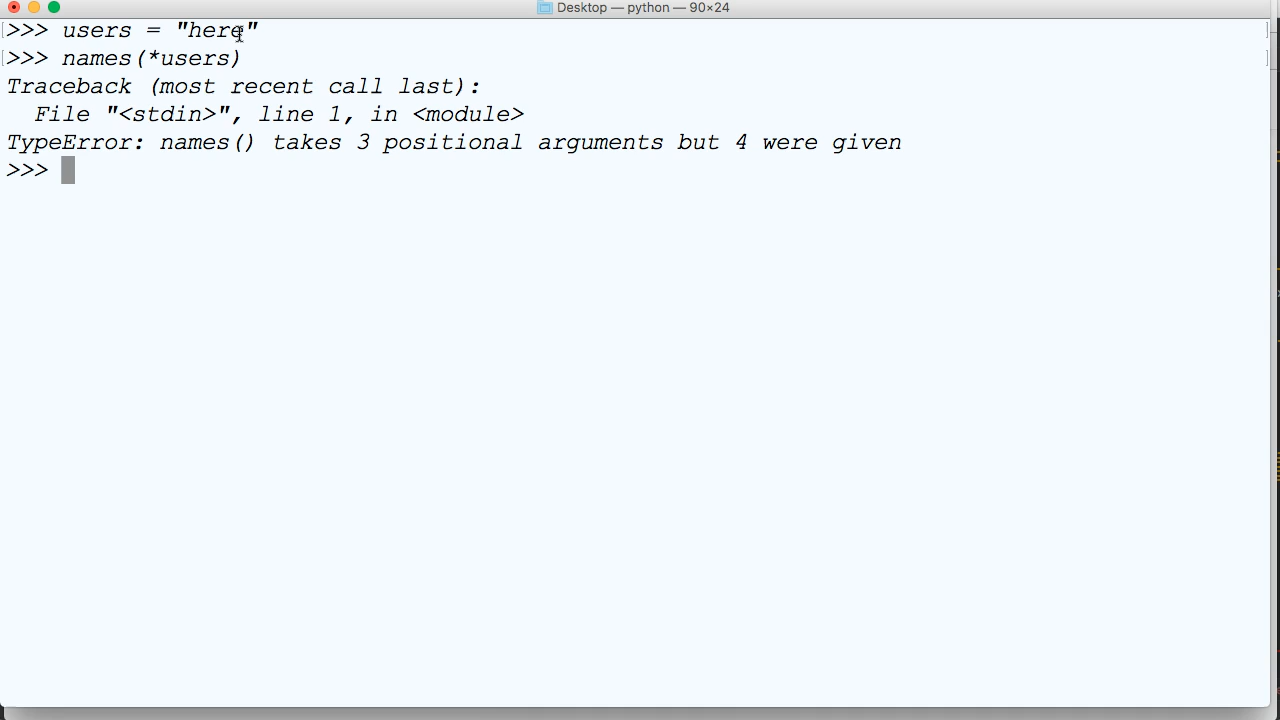 Desktop — python — 90×24
>>> users = "here"
>>> names(*users)
Traceback (most recent call last):
  File "<stdin>", line 1, in <module>
TypeError: names() takes 3 positional arguments but 4 were given
>>>